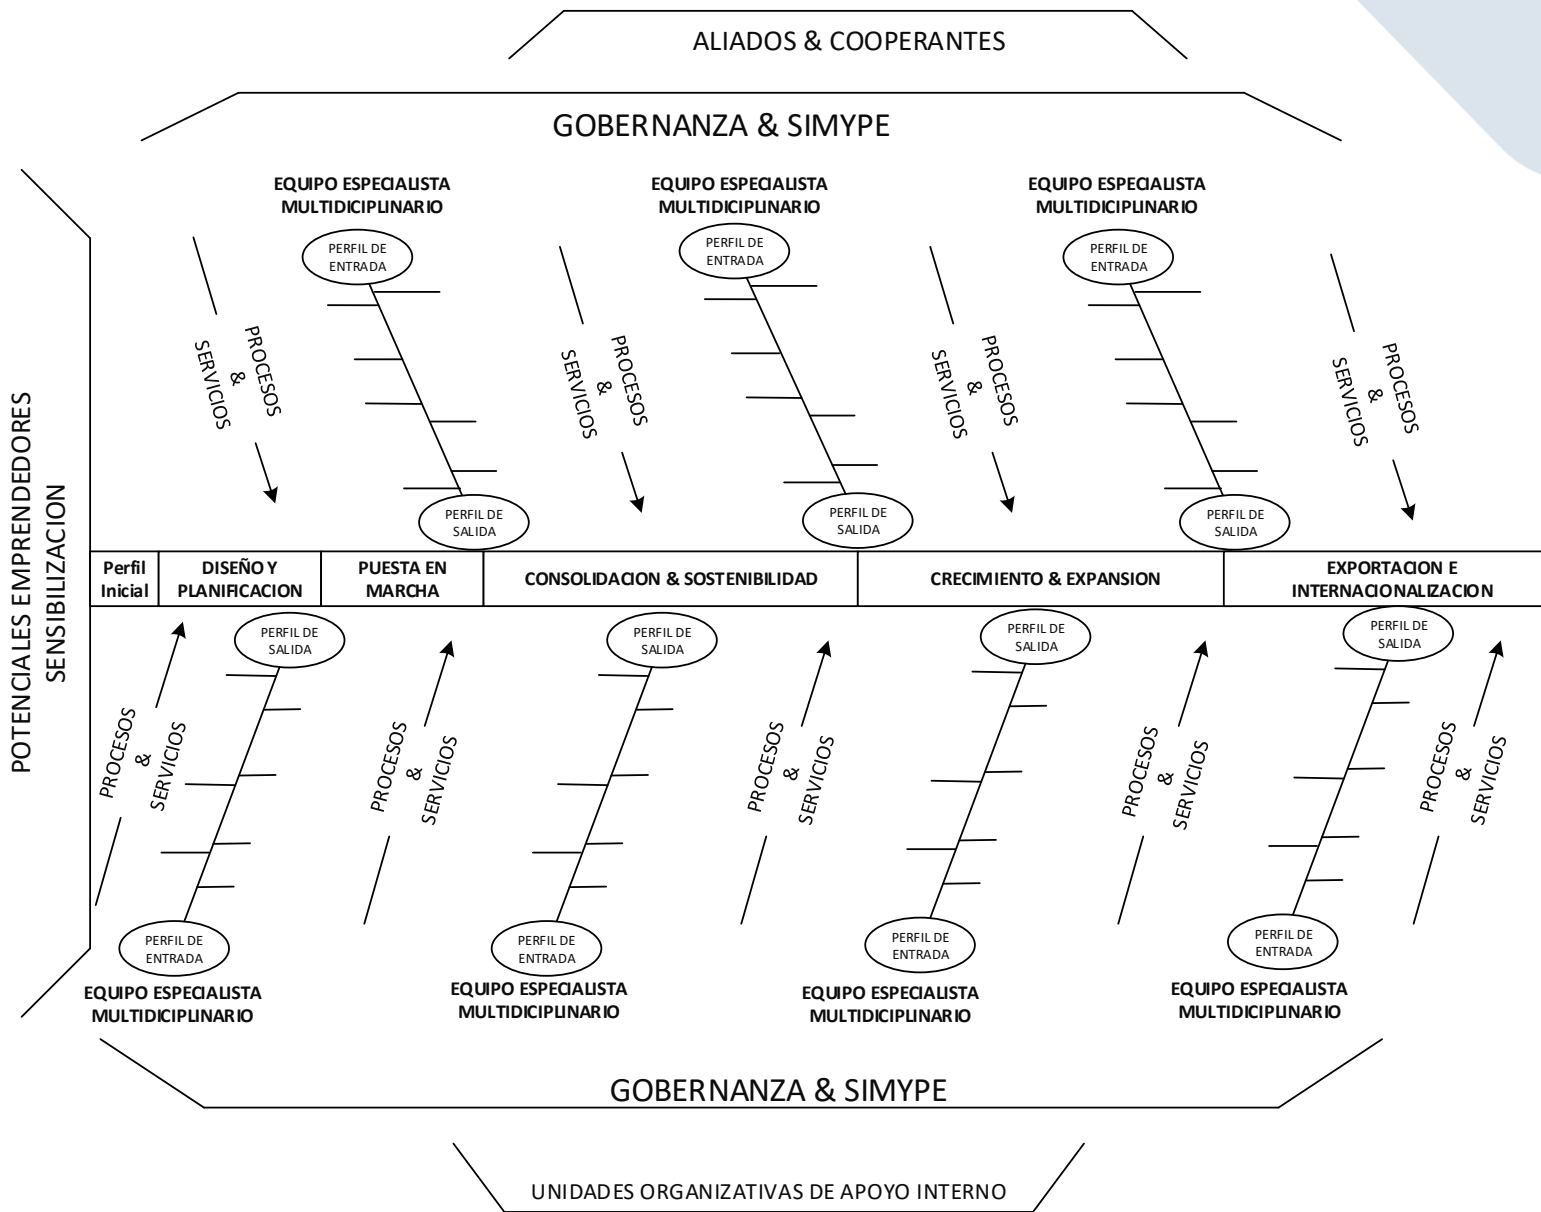 ALIADOS & COOPERANTES
GOBERNANZA & SIMYPE
EQUIPO ESPECIALISTA
MULTIDICIPLINARIO
EQUIPO ESPECIALISTA
MULTIDICIPLINARIO
EQUIPO ESPECIALISTA
MULTIDICIPLINARIO
PERFIL DE
ENTRADA
PERFIL DE
ENTRADA
PERFIL DE
ENTRADA
PROCESOS
&
SERVICIOS
PROCESOS
&
SERVICIOS
PROCESOS
&
SERVICIOS
PROCESOS
&
SERVICIOS
PERFIL DE
SALIDA
PERFIL DE
SALIDA
PERFIL DE
SALIDA
POTENCIALES EMPRENDEDORES
SENSIBILIZACION
Perfil
Inicial
DISEÑO Y
PLANIFICACION
PUESTA EN
MARCHA
CONSOLIDACION & SOSTENIBILIDAD
CRECIMIENTO & EXPANSION
EXPORTACION E
INTERNACIONALIZACION
PERFIL DE
SALIDA
PERFIL DE
SALIDA
PERFIL DE
SALIDA
PERFIL DE
SALIDA
PROCESOS
&
SERVICIOS
PROCESOS
&
SERVICIOS
PROCESOS
&
SERVICIOS
PROCESOS
&
SERVICIOS
PROCESOS
&
SERVICIOS
PERFIL DE
ENTRADA
PERFIL DE
ENTRADA
PERFIL DE
ENTRADA
PERFIL DE
ENTRADA
EQUIPO ESPECIALISTA
MULTIDICIPLINARIO
EQUIPO ESPECIALISTA
MULTIDICIPLINARIO
EQUIPO ESPECIALISTA
MULTIDICIPLINARIO
EQUIPO ESPECIALISTA
MULTIDICIPLINARIO
GOBERNANZA & SIMYPE
UNIDADES ORGANIZATIVAS DE APOYO INTERNO